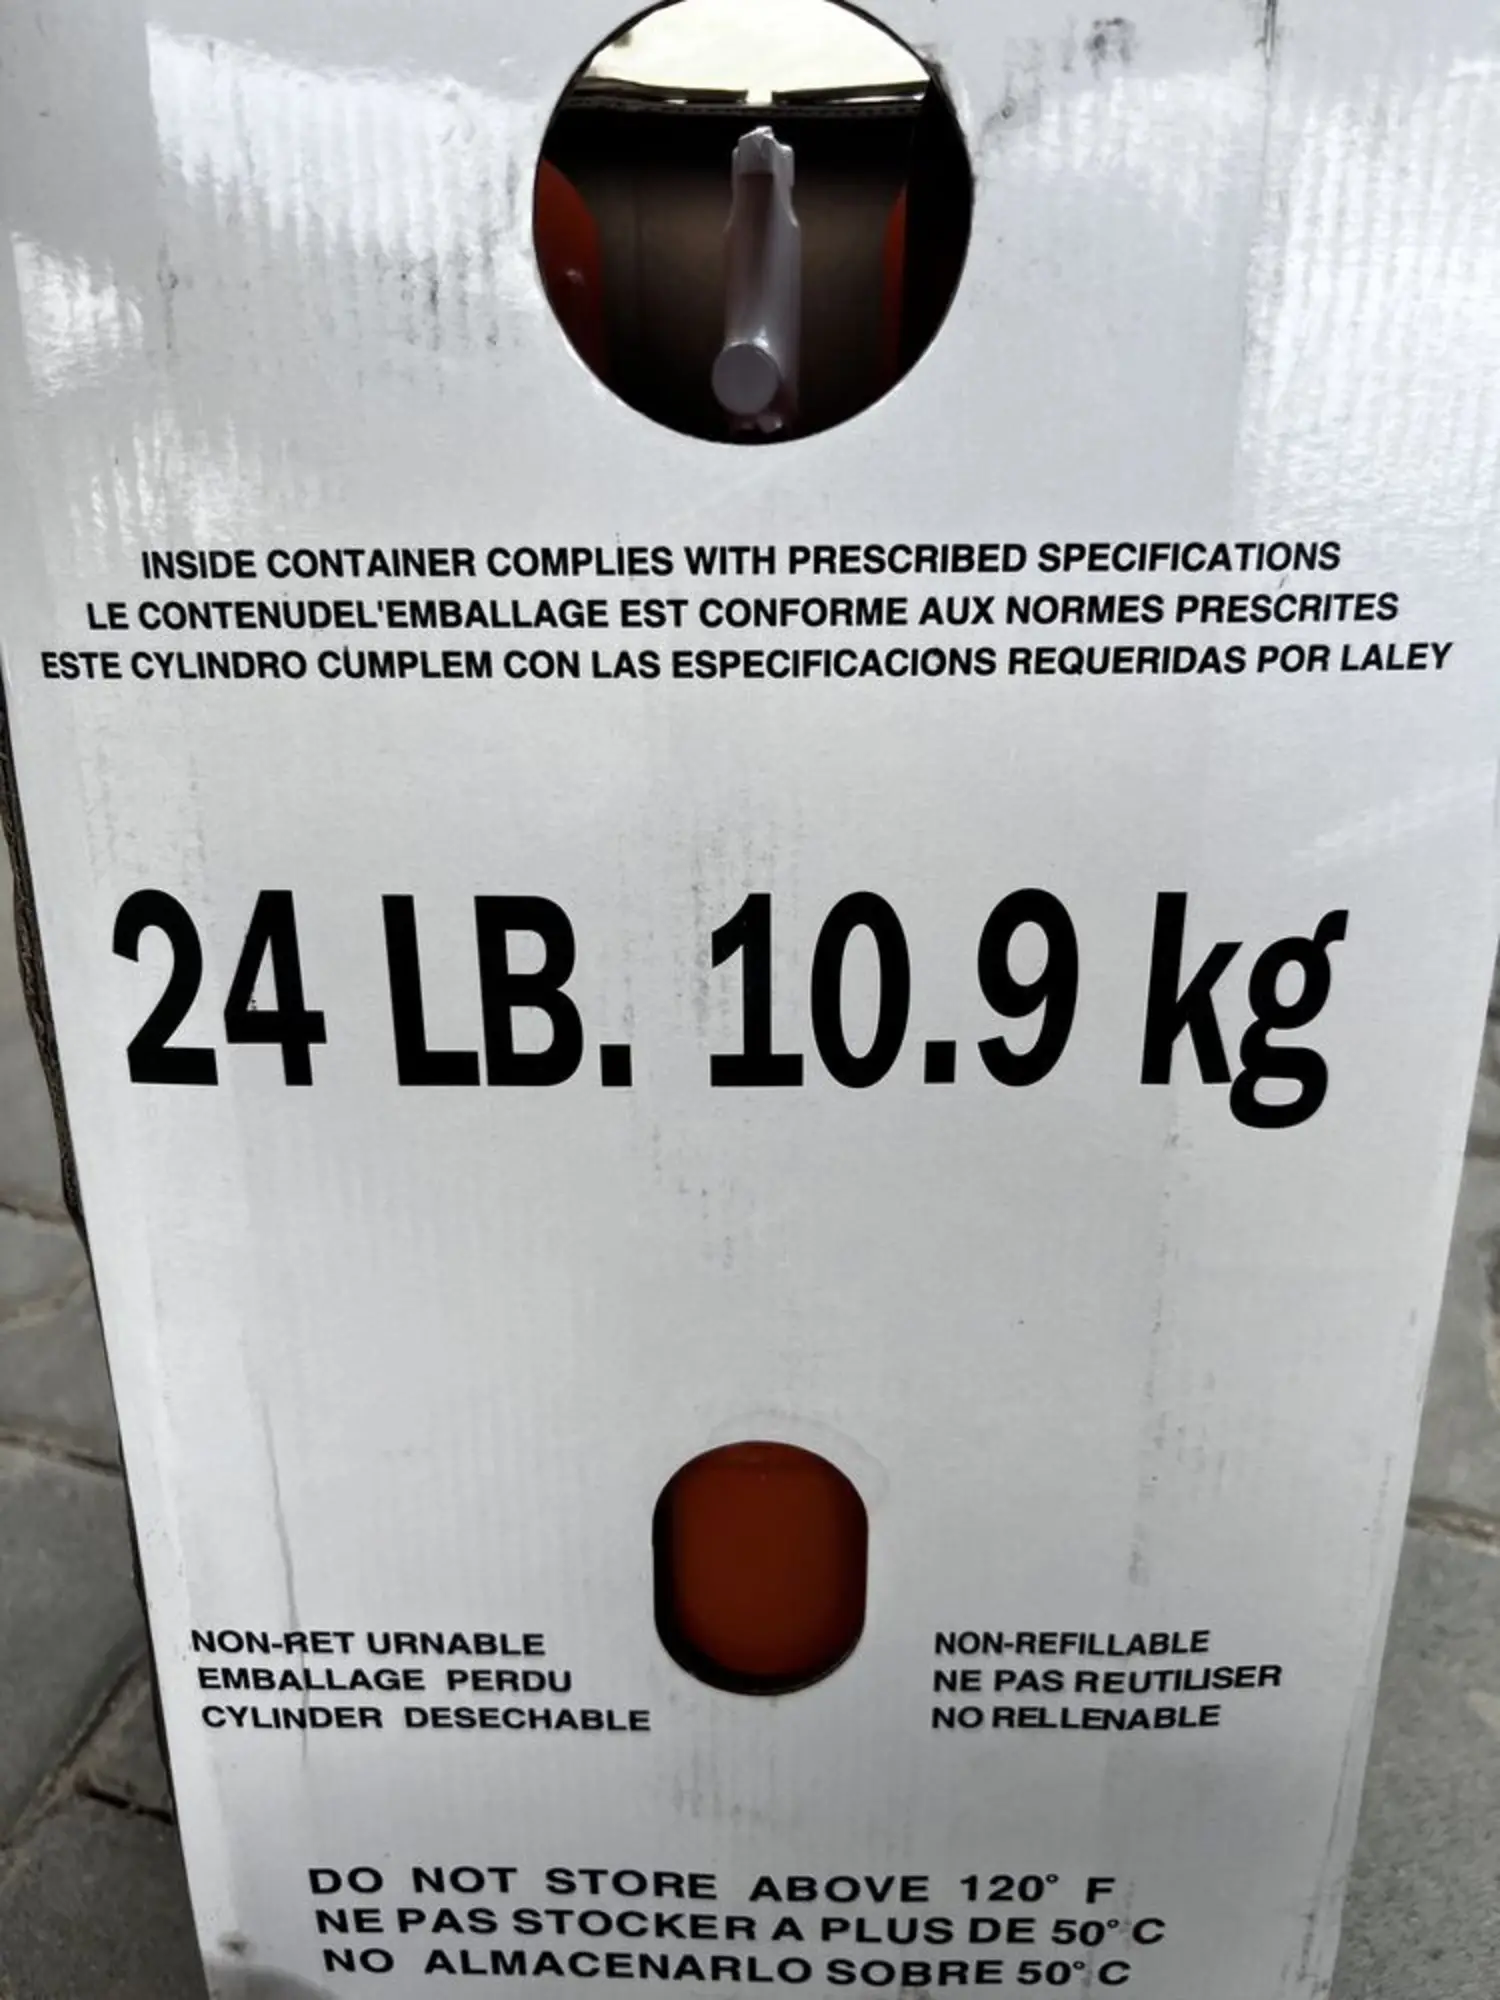 INSIDE CONTAINER COMPLIES WITH PRESCRIBED SPECIFICATIONS
LE CONTENUDEL'EMBALLAGE EST CONFORME AUX NORMES PRESCRITES
ESTE CYLINDRO CUMPLEM CON LAS ESPECIFICACIONS REQUERIDAS POR LALEY
24 LB. 10.9 kg
NON-RET URNABLE
EMBALLAGE PERDU
CYLINDER DESECHABLE
NON-REFILLABLE
NE PAS REUTILISER
NO RELLENABLE
DO NOT STORE ABOVE 120° F
NE PAS STOCKER A PLUS DE 50° C
NO ALMACENARLO SOBRE 50° C